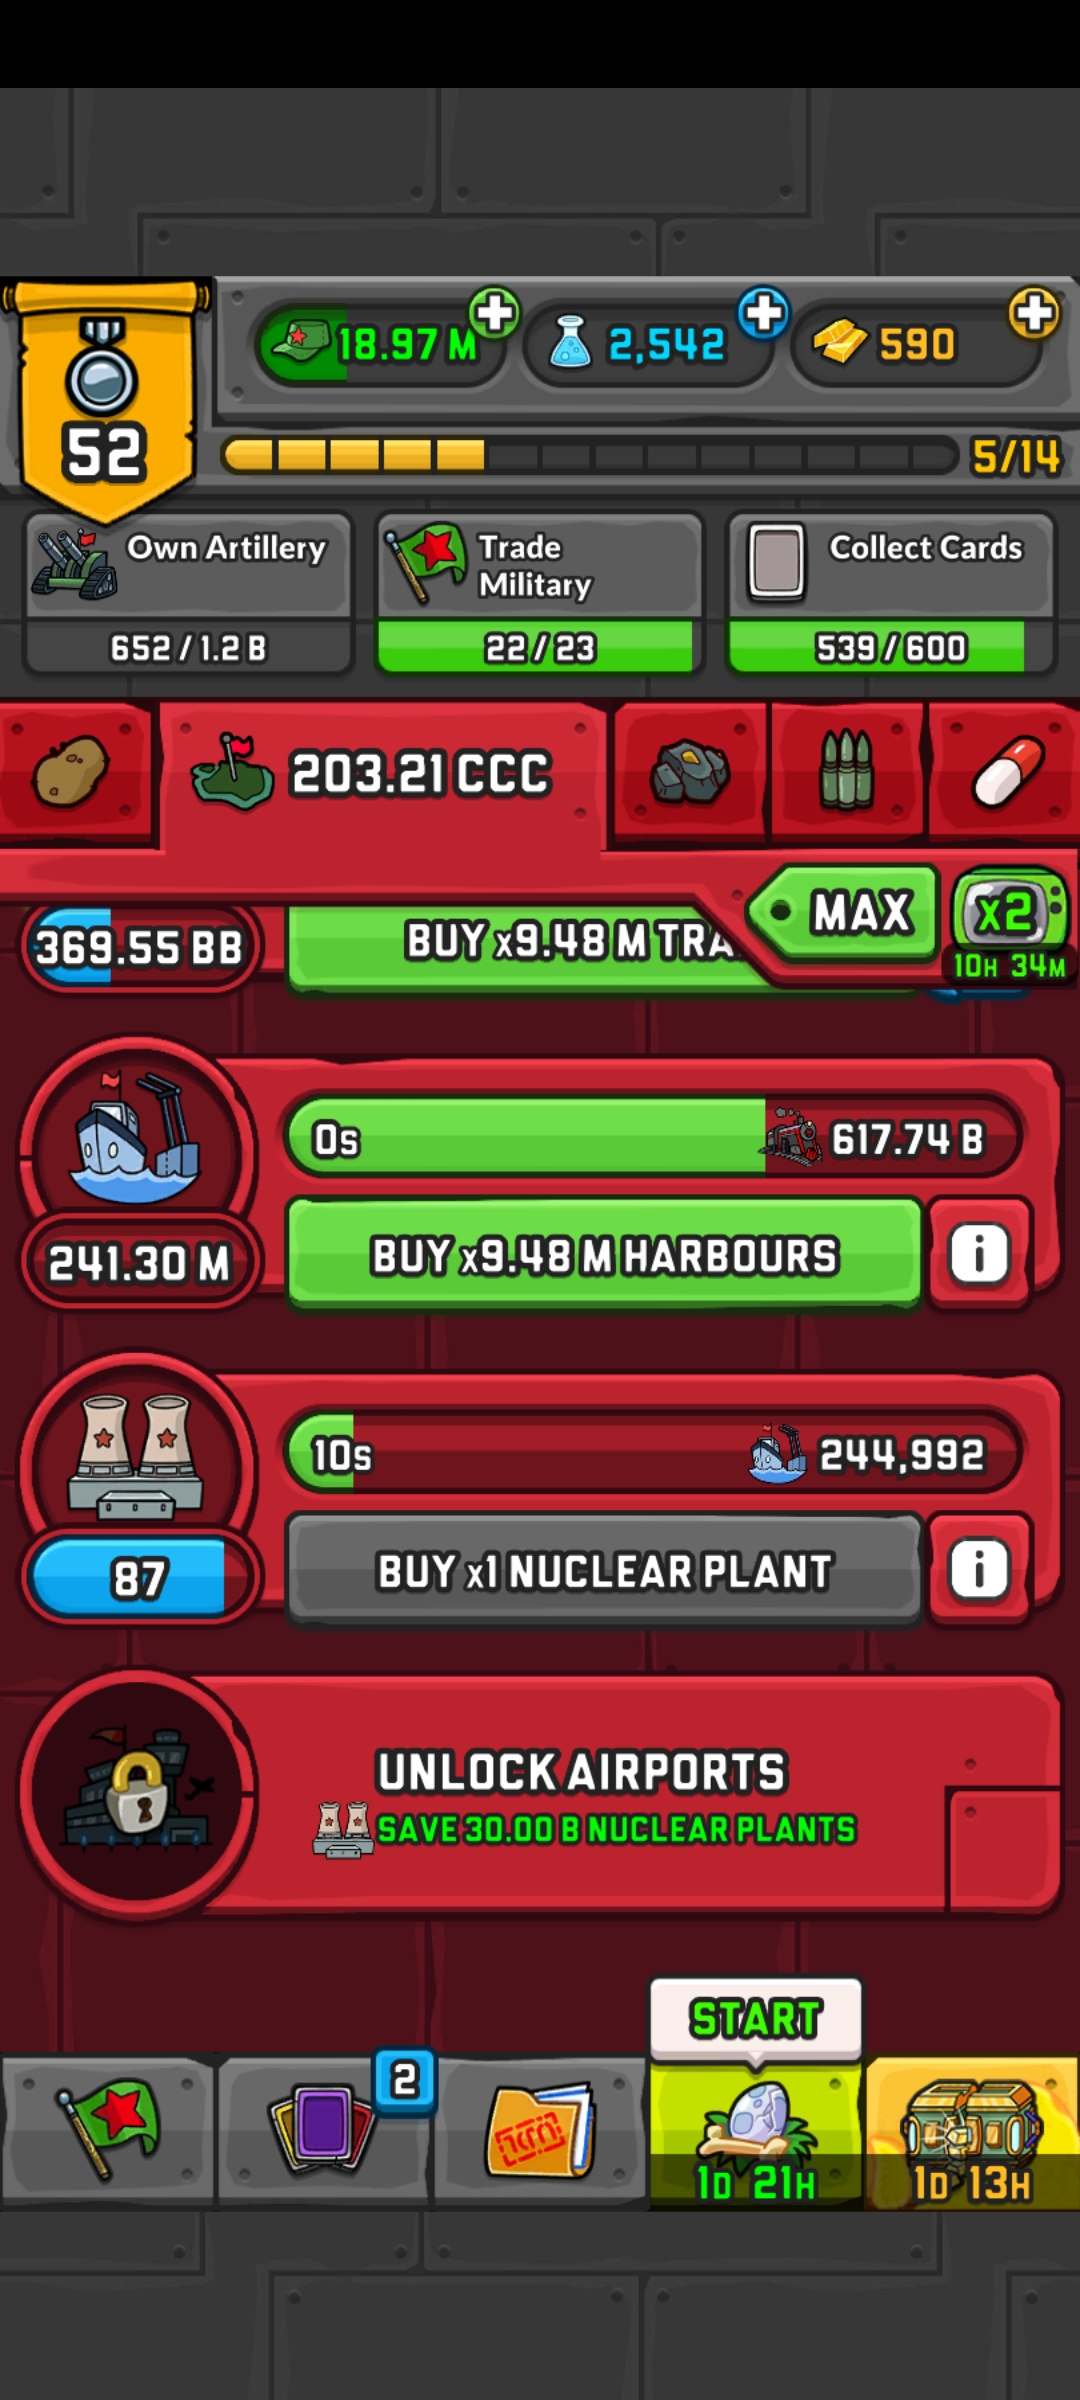 18.97 M
2,542
590
52
5/14
Own Artillery
652 / 1.2 B
Trade
Military
22 / 23
Collect Cards
539 / 600
203.21 CCC
MAX
x2
10H 34M
369.55 BB
BUY x9.48 M TRA
0s
617.74 B
241.30 M
BUY x9.48 M HARBOURS
i
10s
244,992
87
BUY x1 NUCLEAR PLANT
i
UNLOCK AIRPORTS
SAVE 30.00 B NUCLEAR PLANTS
START
2
1D 21H
1D 13H